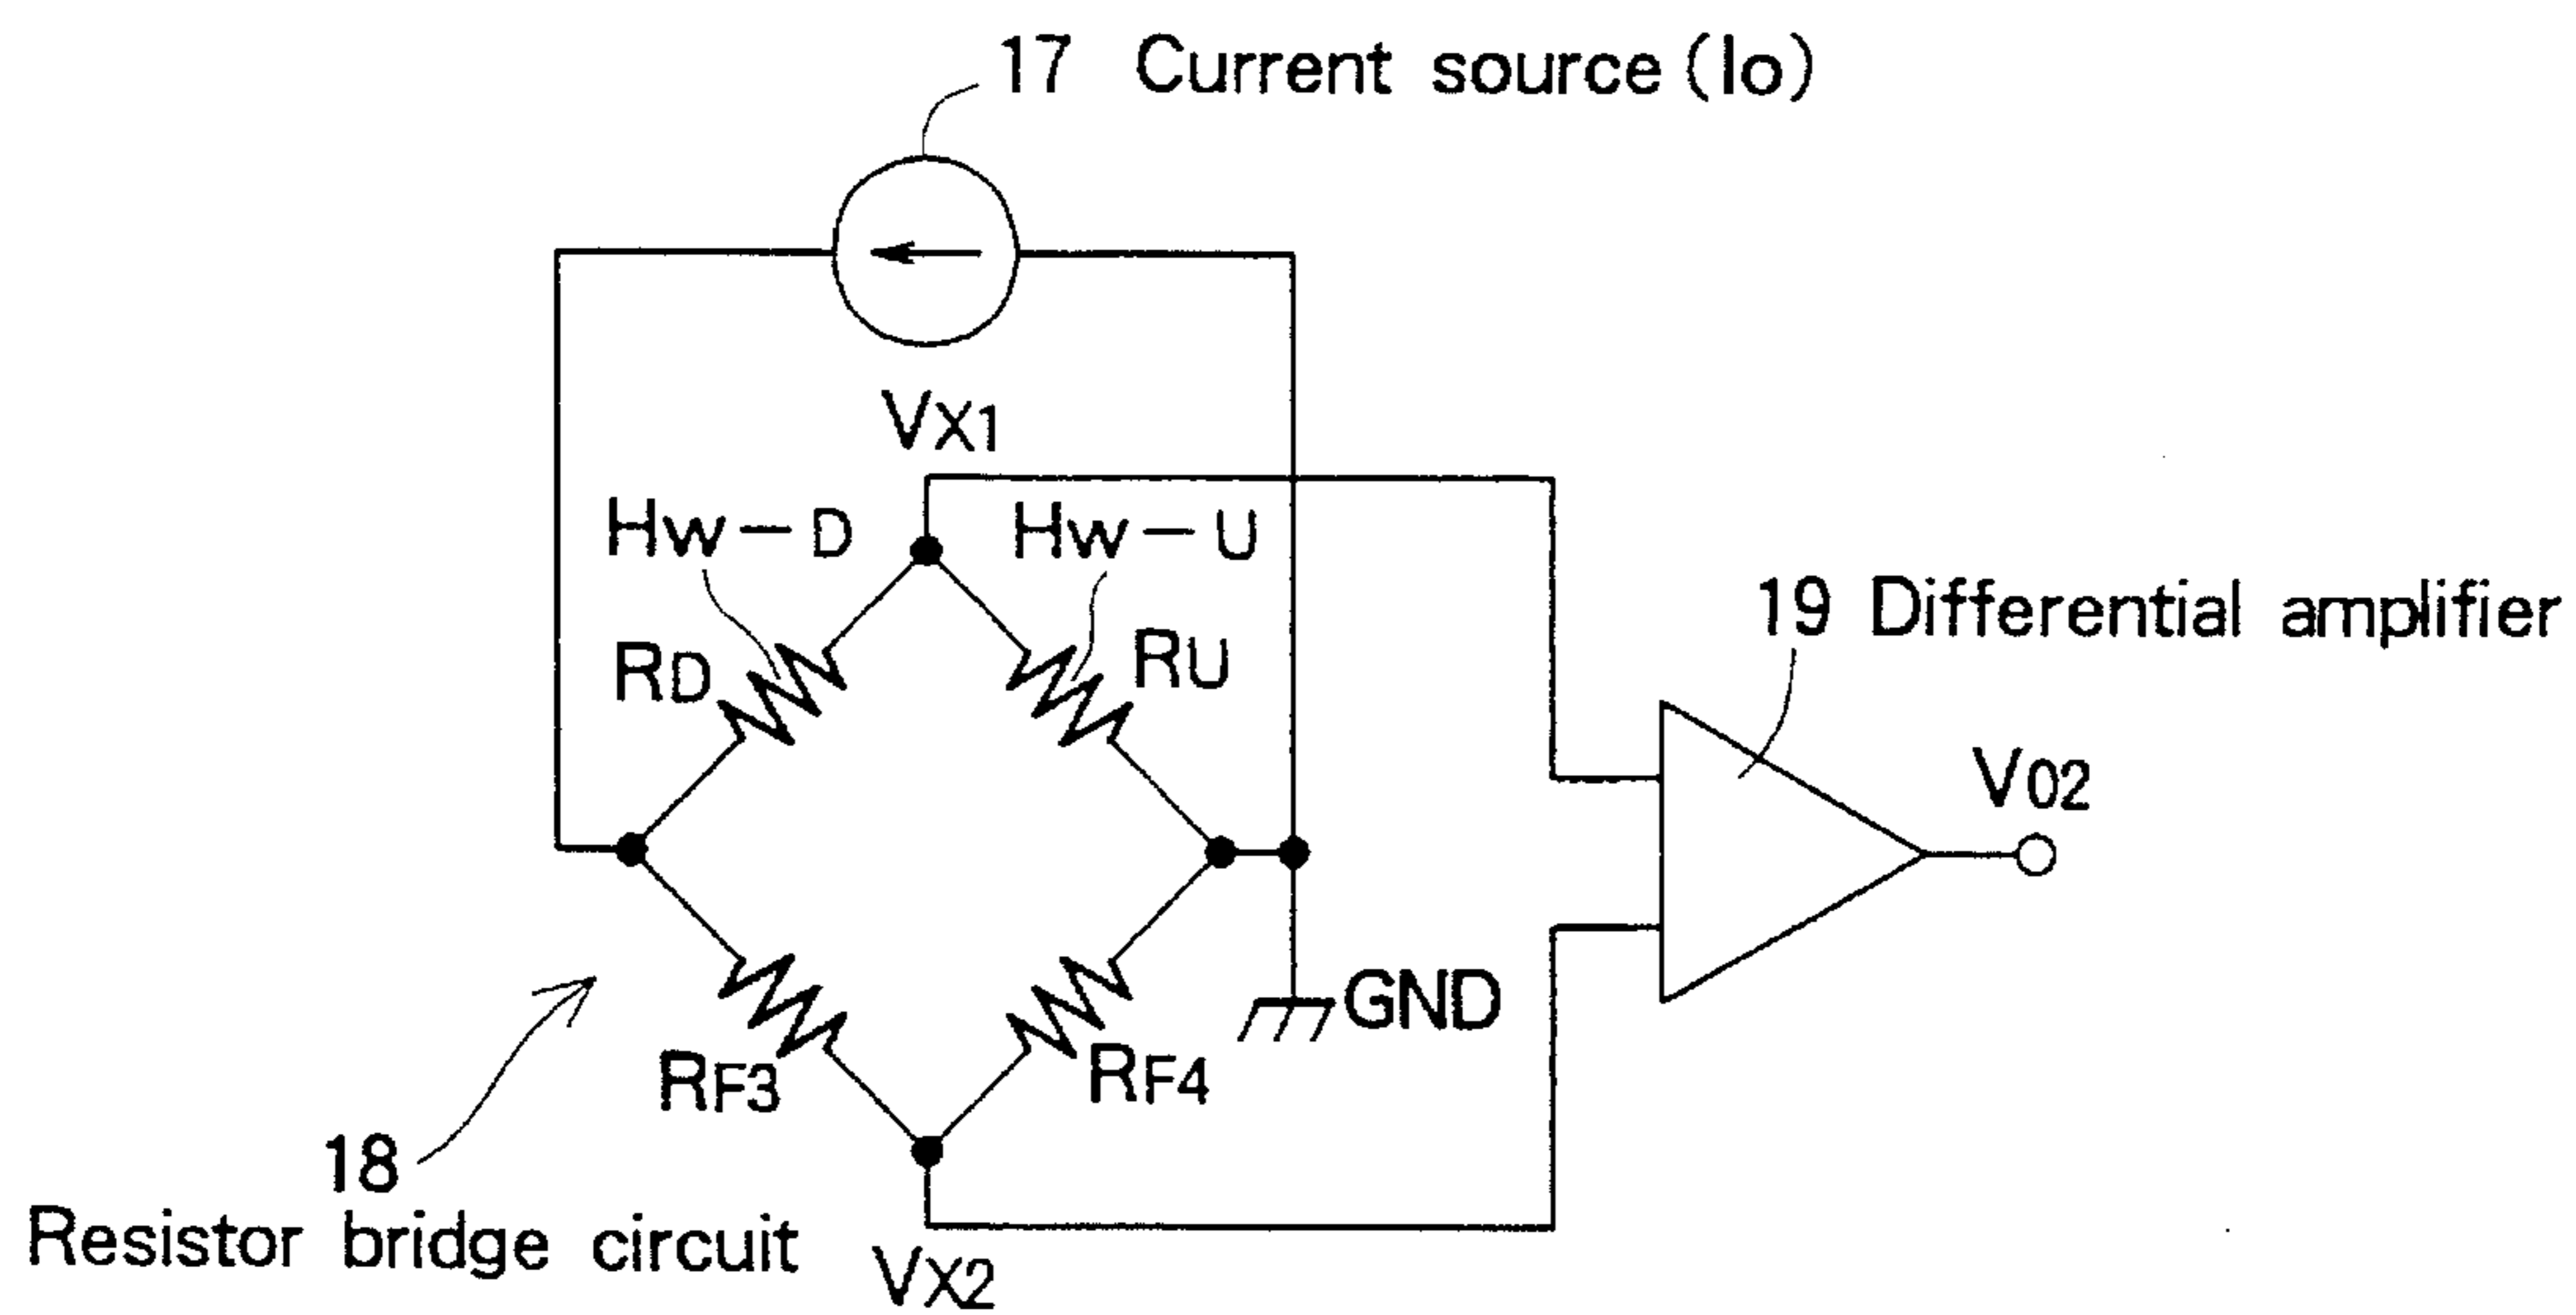 17 Current source (Io)
VX1
Hw-D
Hw-U
RD
RU
19 Differential amplifier
VO2
GND
RF3
RF4
18
Resistor bridge circuit
VX2